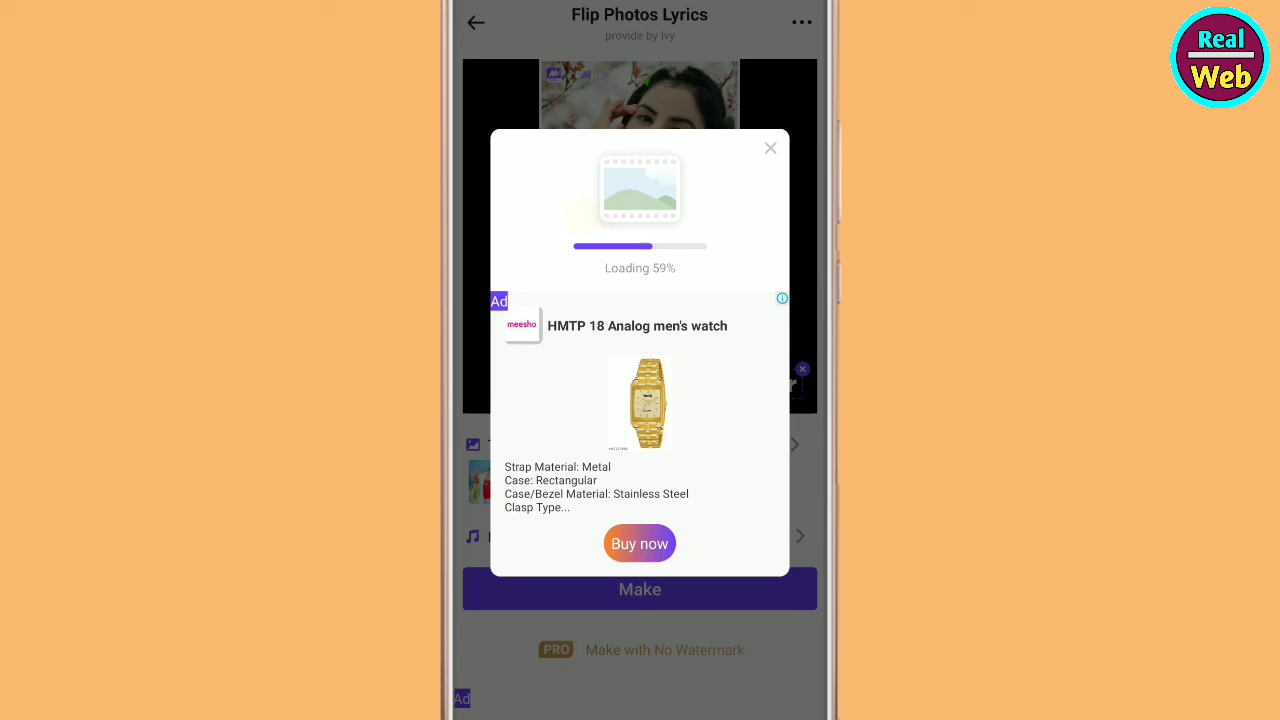 Flip Photos Lyrics
provide by Ivy
Real
Web
Loading 59%
Ad
meesho
HMTP 18 Analog men's watch
Strap Material: Metal
Case: Rectangular
Case/Bezel Material: Stainless Steel
Clasp Type...
Buy now
Make
PRO Make with No Watermark
Ad